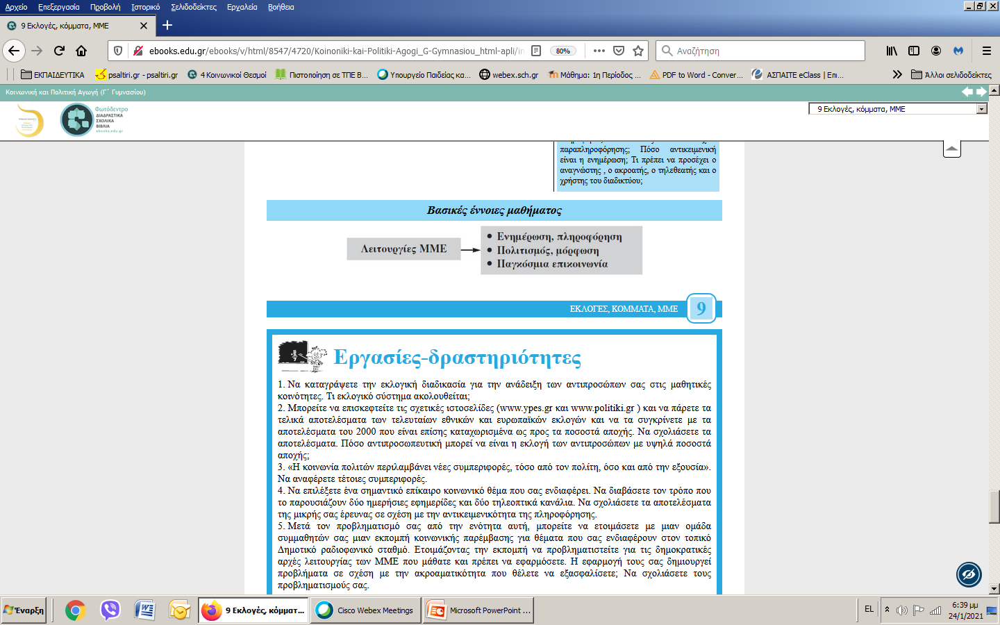 Αρχείο Επεξεργασία Προβολή Ιστορικό Σελιδοδείκτες Εργαλεία Βοήθεια
9 Εκλογές, κόμματα, ΜΜΕ
ebooks.edu.gr/ebooks/v/html/8547/4720/Koinoniki-kai-Politiki-Agogi_G-Gymnasiou_html-apli/in
80%
Αναζήτηση
ΕΚΠΑΙΔΕΥΤΙΚΑ
psaltiri.gr - psaltiri.gr
4 Κοινωνικοί Θεσμοί
Πιστοποίηση σε ΤΠΕ Β...
Υπουργείο Παιδείας κα...
webex.sch.gr
Μάθημα: 1η Περίοδος ...
PDF to Word - Conver...
ΑΣΠΑΙΤΕ eClass | Επι...
Άλλοι σελιδοδείκτες
Κοινωνική και Πολιτική Αγωγή (Γ΄ Γυμνασίου)
Φωτόδεντρο
ΔΙΑΔΡΑΣΤΙΚΑ
ΣΧΟΛΙΚΑ
ΒΙΒΛΙΑ
ebooks.edu.gr
9 Εκλογές, κόμματα, ΜΜΕ
παραπληροφόρησης; Πόσο αντικειμενική
είναι η ενημέρωση; Τι πρέπει να προσέχει ο
αναγνώστης , ο ακροατής, ο τηλεθεατής και ο
χρήστης του διαδικτύου;
Βασικές έννοιες μαθήματος
Λειτουργίες ΜΜΕ
• Ενημέρωση, πληροφόρηση
• Πολιτισμός, μόρφωση
• Παγκόσμια επικοινωνία
ΕΚΛΟΓΕΣ, ΚΟΜΜΑΤΑ, ΜΜΕ 9
Εργασίες-δραστηριότητες
1. Να καταγράψετε την εκλογική διαδικασία για την ανάδειξη των αντιπροσώπων σας στις μαθητικές
κοινότητες. Τι εκλογικό σύστημα ακολουθείται;
2. Μπορείτε να επισκεφτείτε τις σχετικές ιστοσελίδες (www.ypes.gr και www.politiki.gr ) και να πάρετε τα
τελικά αποτελέσματα των τελευταίων εθνικών και ευρωπαϊκών εκλογών και να τα συγκρίνετε με τα
αποτελέσματα του 2000 που είναι επίσης καταχωρισμένα ως προς τα ποσοστά αποχής. Να σχολιάσετε τα
αποτελέσματα. Πόσο αντιπροσωπευτική μπορεί να είναι η εκλογή των αντιπροσώπων με υψηλά ποσοστά
αποχής;
3. «Η κοινωνία πολιτών περιλαμβάνει νέες συμπεριφορές, τόσο από τον πολίτη, όσο και από την εξουσία».
Να αναφέρετε τέτοιες συμπεριφορές.
4. Να επιλέξετε ένα σημαντικό επίκαιρο κοινωνικό θέμα που σας ενδιαφέρει. Να διαβάσετε τον τρόπο που
το παρουσιάζουν δύο ημερήσιες εφημερίδες και δύο τηλεοπτικά κανάλια. Να σχολιάσετε τα αποτελέσματα
της μικρής σας έρευνας σε σχέση με την αντικειμενικότητα της πληροφόρησης.
5. Μετά τον προβληματισμό σας από την ενότητα αυτή, μπορείτε να ετοιμάσετε με μιαν ομάδα
συμμαθητών σας μιαν εκπομπή κοινωνικής παρέμβασης για θέματα που σας ενδιαφέρουν στον τοπικό
Δημοτικό ραδιοφωνικό σταθμό. Ετοιμάζοντας την εκπομπή να προβληματιστείτε για τις δημοκρατικές
αρχές λειτουργίας των ΜΜΕ που μάθατε και πρέπει να εφαρμόσετε. Η εφαρμογή τους σας δημιουργεί
προβλήματα σε σχέση με την ακροαματικότητα που θέλετε να εξασφαλίσετε; Να σχολιάσετε τους
προβληματισμούς σας.
Έναρξη
9 Εκλογές, κόμματ...
Cisco Webex Meetings
Microsoft PowerPoint ...
EL
6:39 μμ
24/1/2021